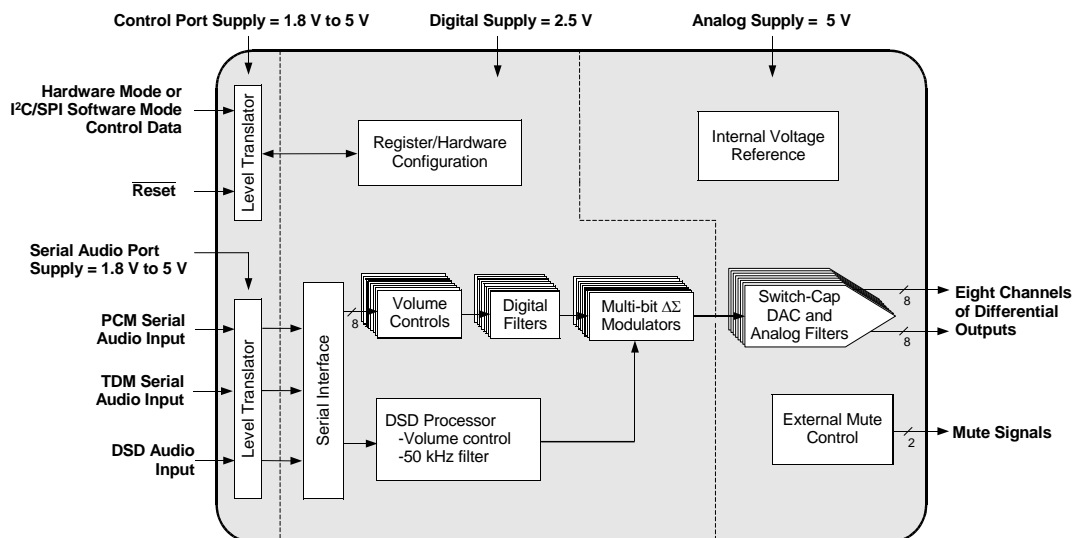 Control Port Supply = 1.8 V to 5 V
Digital Supply = 2.5 V
Analog Supply = 5 V
Hardware Mode or
I²C/SPI Software Mode
Control Data
Reset
Level Translator
Register/Hardware
Configuration
Internal Voltage
Reference
Serial Audio Port
Supply = 1.8 V to 5 V
PCM Serial
Audio Input
TDM Serial
Audio Input
DSD Audio
Input
Level Translator
Serial Interface
8
Volume
Controls
Digital
Filters
Multi-bit ΔΣ
Modulators
Switch-Cap
DAC and
Analog Filters
8
8
Eight Channels
of Differential
Outputs
DSD Processor
-Volume control
-50 kHz filter
External Mute
Control
2
Mute Signals